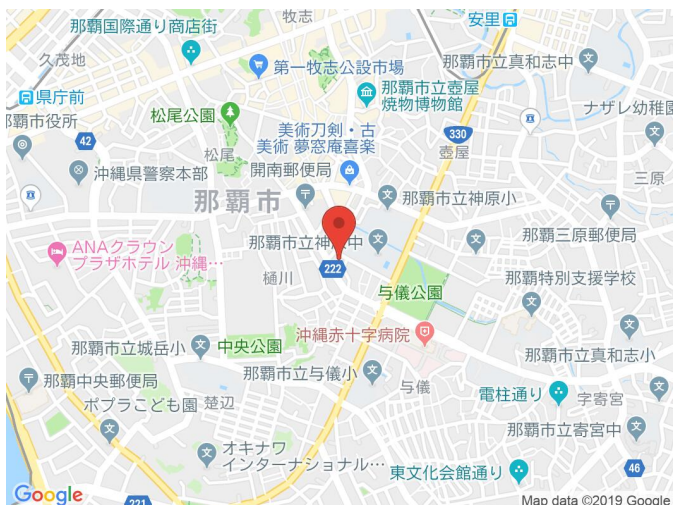 牧志
安里
那覇国際通り商店街
久茂地
第一牧志公設市場
那覇市立真和志中
県庁前
那覇市立壺屋
焼物博物館
ナザレ幼稚園
那覇市役所
松尾公園
美術刀剣・古
美術 夢窓庵喜楽
330
42
松尾
壺屋
沖縄県警察本部
開南郵便局
三原
那覇市
那覇市立神原小
那覇市立神原中
那覇三原郵便局
ANAクラウン
プラザホテル 沖縄…
222
樋川
那覇特別支援学校
与儀公園
沖縄赤十字病院
那覇市立城岳小
中央公園
那覇市立真和志小
那覇中央郵便局
那覇市立与儀小
与儀
電柱通り
字寄宮
ポプラこども園
楚辺
那覇市立寄宮中
オキナワ
インターナショナル…
東文化会館通り
46
Google
221
Map data ©2019 Google